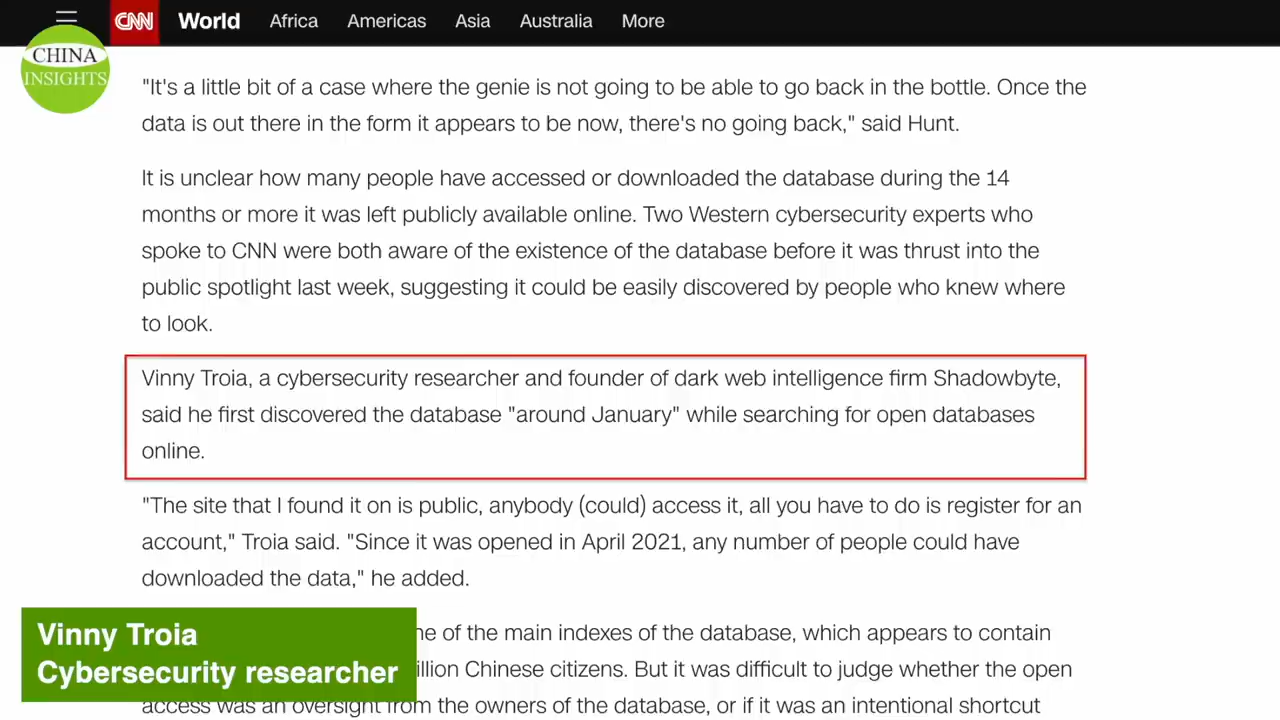 CNN World Africa Americas Asia Australia More
CHINA
INSIGHTS
"It's a little bit of a case where the genie is not going to be able to go back in the bottle. Once the
data is out there in the form it appears to be now, there's no going back," said Hunt.
It is unclear how many people have accessed or downloaded the database during the 14
months or more it was left publicly available online. Two Western cybersecurity experts who
spoke to CNN were both aware of the existence of the database before it was thrust into the
public spotlight last week, suggesting it could be easily discovered by people who knew where
to look.
Vinny Troia, a cybersecurity researcher and founder of dark web intelligence firm Shadowbyte,
said he first discovered the database "around January" while searching for open databases
online.
"The site that I found it on is public, anybody (could) access it, all you have to do is register for an
account," Troia said. "Since it was opened in April 2021, any number of people could have
downloaded the data," he added.
of the main indexes of the database, which appears to contain
Chinese citizens. But it was difficult to judge whether the open
access was an oversight from the owners of the database, or if it was an intentional shortcut
Vinny Troia
Cybersecurity researcher